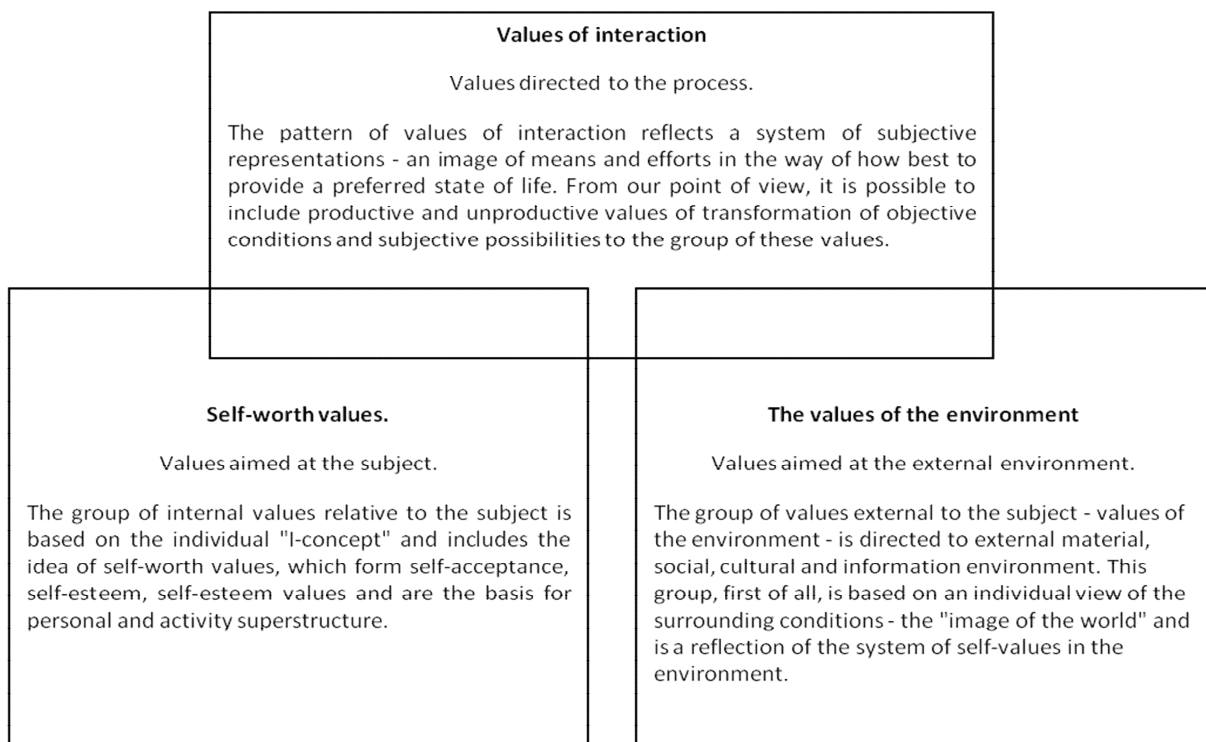 Values of interaction
Values directed to the process.
The pattern of values of interaction reflects a system of subjective
representations - an image of means and efforts in the way of how best to
provide a preferred state of life. From our point of view, it is possible to
include productive and unproductive values of transformation of objective
conditions and subjective possibilities to the group of these values.
Self-worth values.
Values aimed at the subject.
The group of internal values relative to the subject is
based on the individual "I-concept" and includes the
idea of self-worth values, which form self-acceptance,
self-esteem, self-esteem values and are the basis for
personal and activity superstructure.
The values of the environment
Values aimed at the external environment.
The group of values external to the subject - values of
the environment - is directed to external material,
social, cultural and information environment. This
group, first of all, is based on an individual view of the
surrounding conditions - the "image of the world" and
is a reflection of the system of self-values in the
environment.